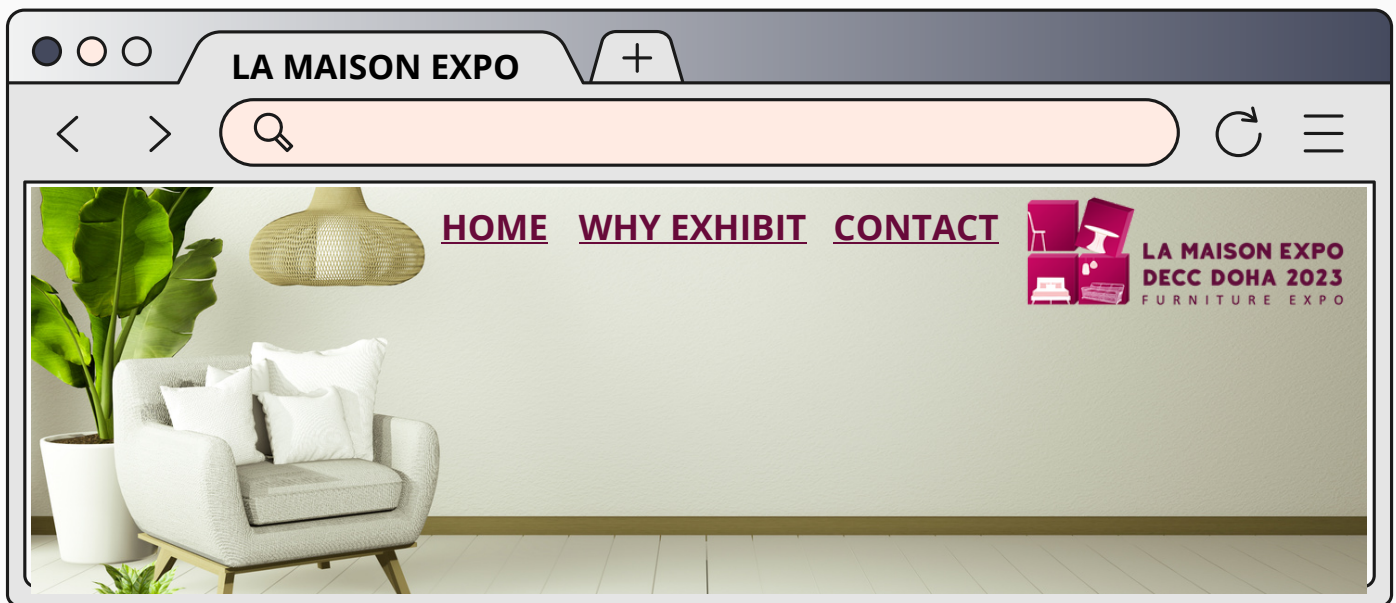 LA MAISON EXPO
HOME WHY EXHIBIT CONTACT
LA MAISON EXPO
DECC DOHA 2023
FURNITURE EXPO